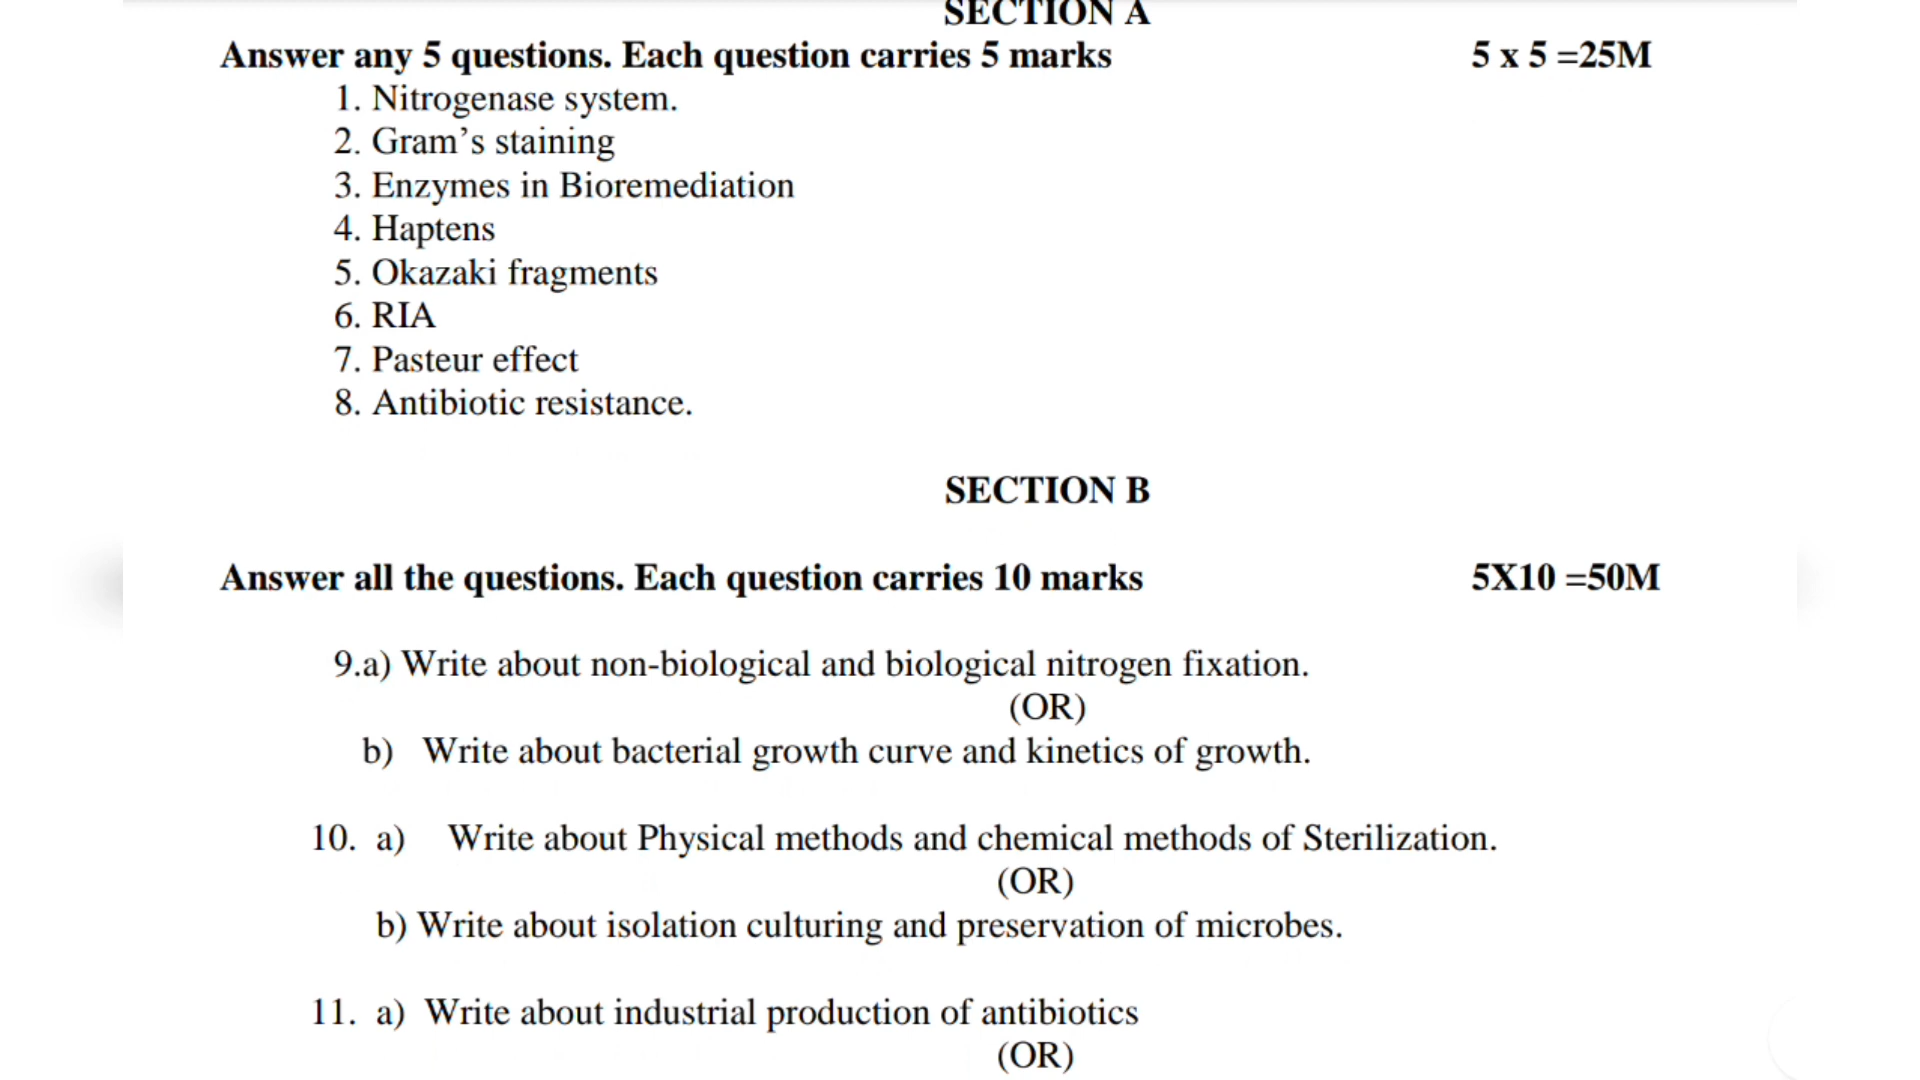 SECTION A
Answer any 5 questions. Each question carries 5 marks 5 x 5 =25M
1. Nitrogenase system.
2. Gram’s staining
3. Enzymes in Bioremediation
4. Haptens
5. Okazaki fragments
6. RIA
7. Pasteur effect
8. Antibiotic resistance.
SECTION B
Answer all the questions. Each question carries 10 marks 5X10 =50M
9.a) Write about non-biological and biological nitrogen fixation.
(OR)
b) Write about bacterial growth curve and kinetics of growth.
10. a) Write about Physical methods and chemical methods of Sterilization.
(OR)
b) Write about isolation culturing and preservation of microbes.
11. a) Write about industrial production of antibiotics
(OR)